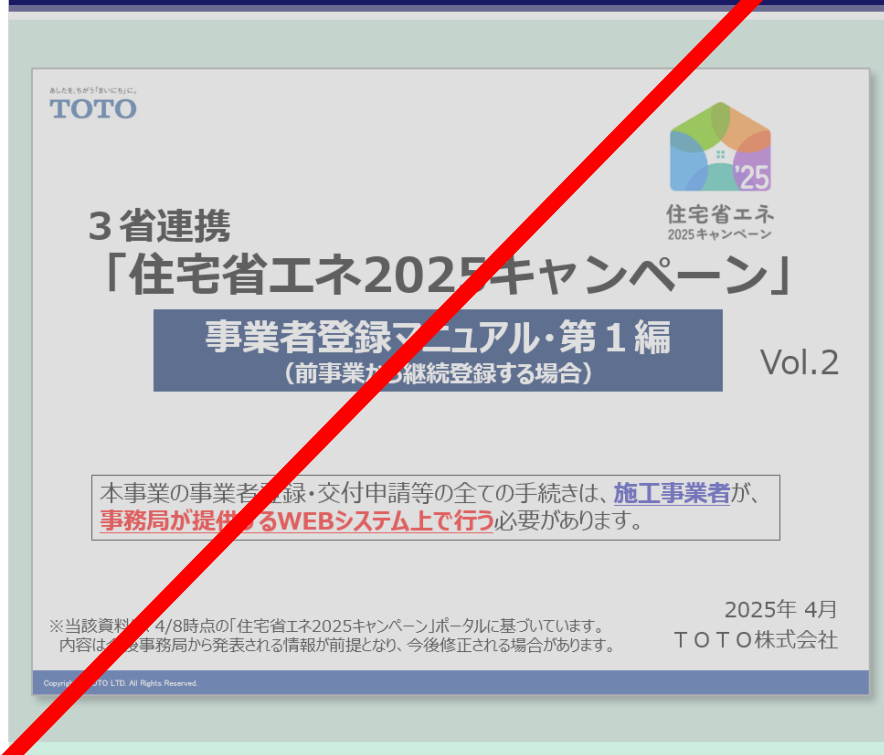 あしたを、ちがう「まいにち」に。
TOTO
'25
住宅省エネ
2025キャンペーン
３省連携
「住宅省エネ2025キャンペーン」
事業者登録マニュアル・第１編
（前事業から継続登録する場合）
Vol.2
本事業の事業者登録・交付申請等の全ての手続きは、施工事業者が、
事務局が提供するWEBシステム上で行う必要があります。
2025年 4月
ＴＯＴＯ株式会社
※当該資料は、4/8時点の「住宅省エネ2025キャンペーン」ポータルに基づいています。
内容は今後事務局から発表される情報が前提となり、今後修正される場合があります。
Copyright TOTO LTD. All Rights Reserved.